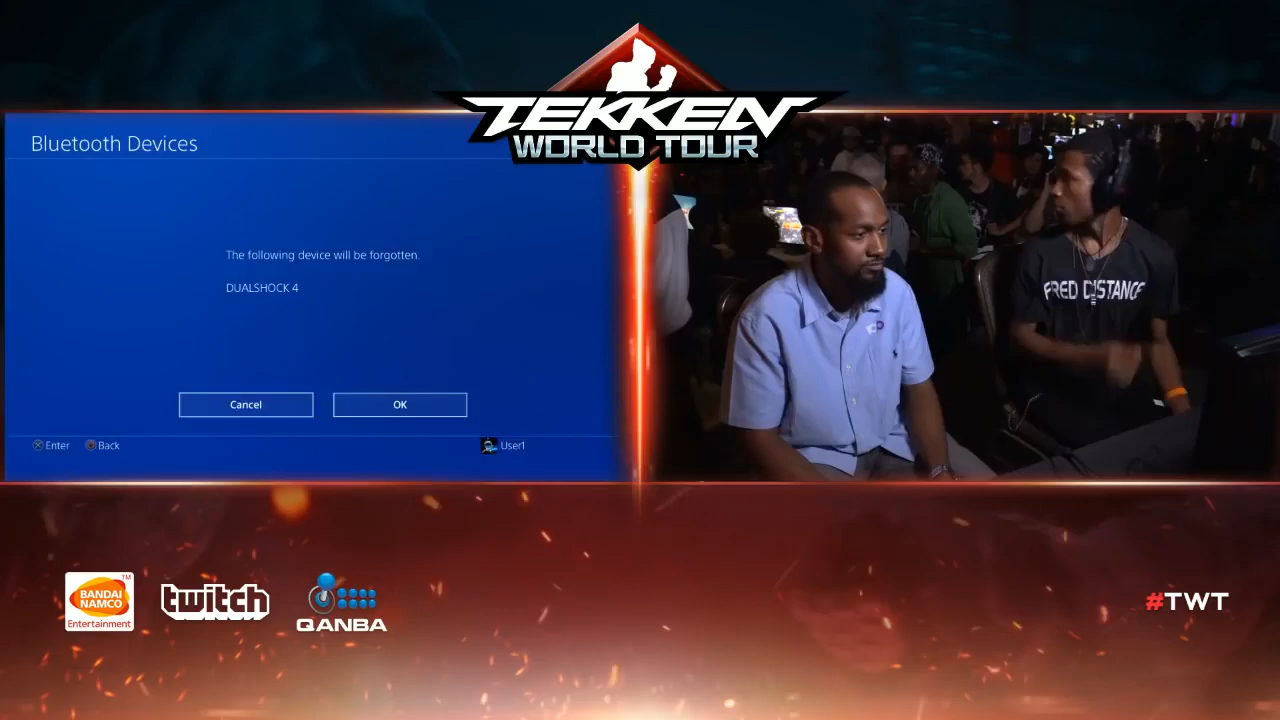 TEKKEN
WORLD TOUR
Bluetooth Devices
The following device will be forgotten.
DUALSHOCK 4
Cancel
OK
Enter
Back
User1
FRED DISTANCE
BANDAI
NAMCO
Entertainment
TM
twitch
QANBA
#TWT